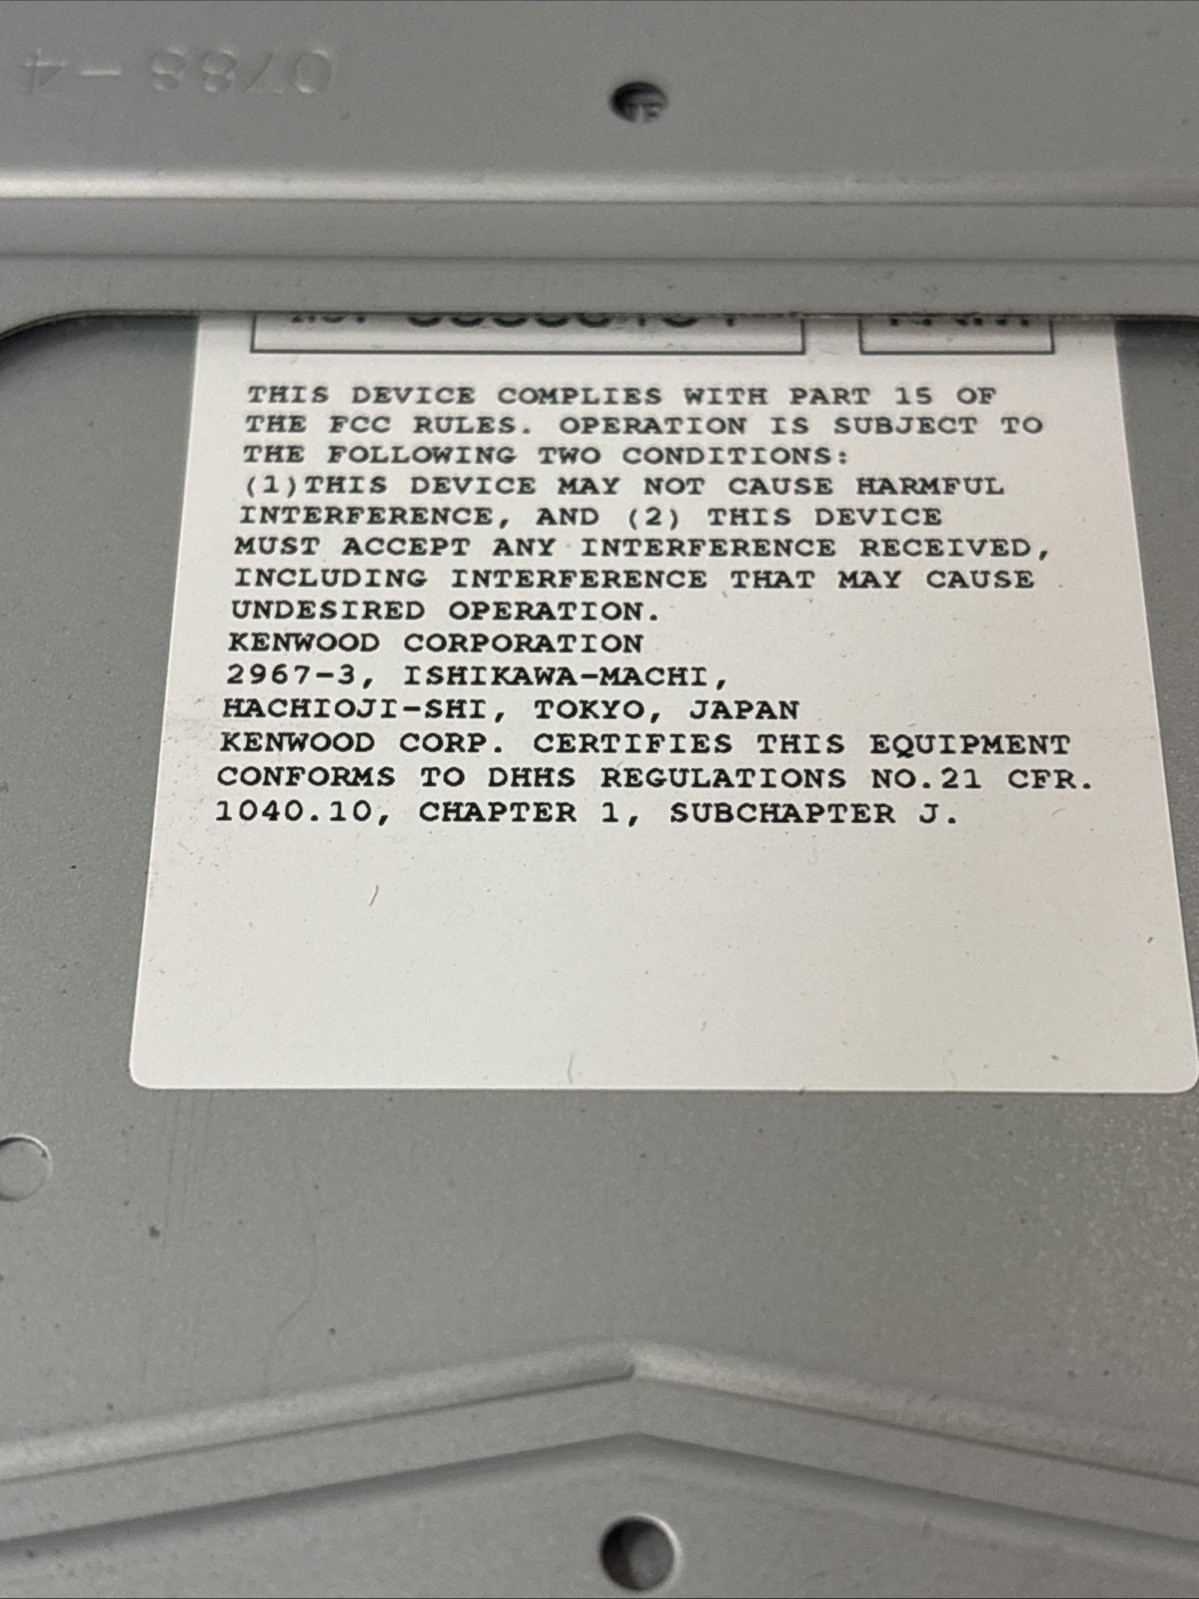 0788-4
THIS DEVICE COMPLIES WITH PART 15 OF
THE FCC RULES. OPERATION IS SUBJECT TO
THE FOLLOWING TWO CONDITIONS:
(1)THIS DEVICE MAY NOT CAUSE HARMFUL
INTERFERENCE, AND (2) THIS DEVICE
MUST ACCEPT ANY INTERFERENCE RECEIVED,
INCLUDING INTERFERENCE THAT MAY CAUSE
UNDESIRED OPERATION.
KENWOOD CORPORATION
2967-3, ISHIKAWA-MACHI,
HACHIOJI-SHI, TOKYO, JAPAN
KENWOOD CORP. CERTIFIES THIS EQUIPMENT
CONFORMS TO DHHS REGULATIONS NO.21 CFR.
1040.10, CHAPTER 1, SUBCHAPTER J.